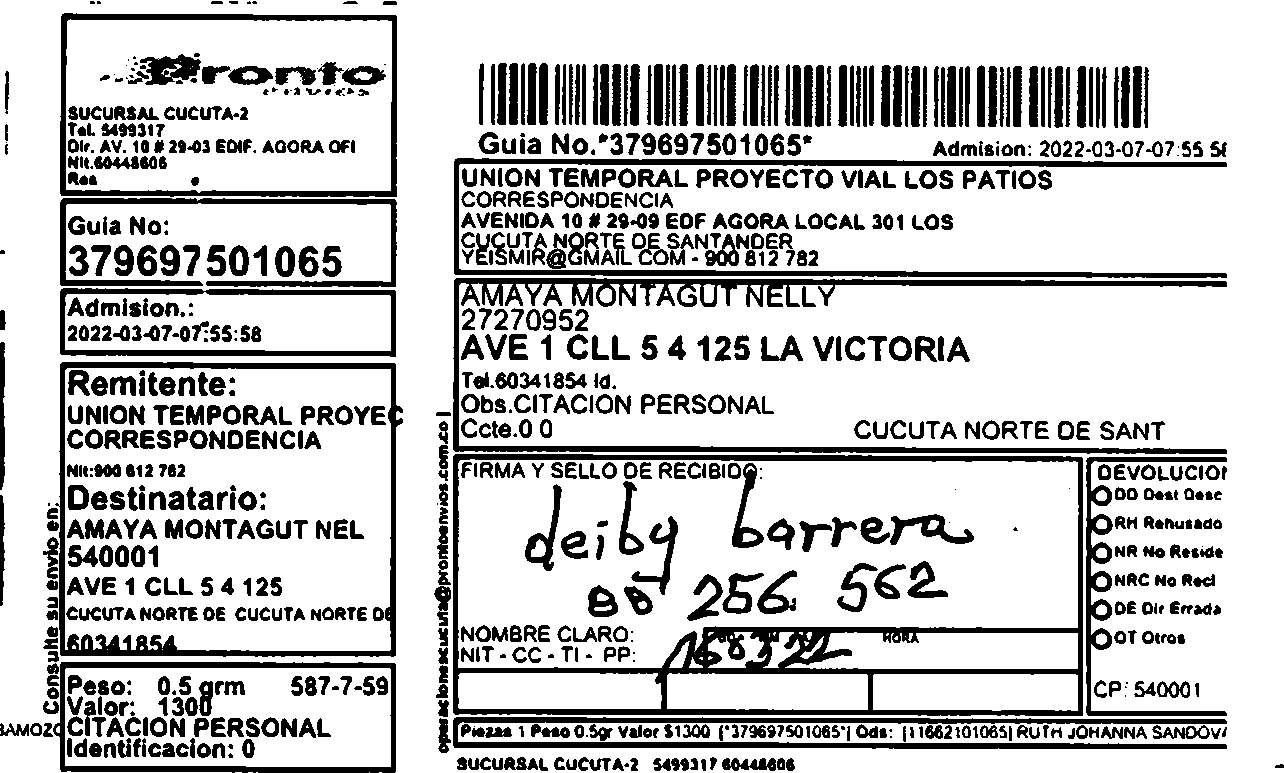 Pronto
envios
SUCURSAL CUCUTA-2
Tel. 5499317
Dir. AV. 10 # 29-03 EDIF. AGORA OFI
Nit.60448606
Res
Guia No:
379697501065
Admision.:
2022-03-07-07:55:58
Remitente:
UNION TEMPORAL PROYEC
CORRESPONDENCIA
Nit:900 812 782
Destinatario:
AMAYA MONTAGUT NEL
540001
AVE 1 CLL 5 4 125
CUCUTA NORTE DE CUCUTA NORTE DE
60341854
Peso: 0.5 grm 587-7-59
Valor: 1300
CITACION PERSONAL
Identificacion: 0
Consulte su envio en:
BAMOZO
Guia No.*379697501065*
Admision: 2022-03-07-07:55 58
UNION TEMPORAL PROYECTO VIAL LOS PATIOS
CORRESPONDENCIA
AVENIDA 10 # 29-09 EDF AGORA LOCAL 301 LOS
CUCUTA NORTE DE SANTANDER
YEISMIR@GMAIL COM - 900 812 782
AMAYA MONTAGUT NELLY
27270952
AVE 1 CLL 5 4 125 LA VICTORIA
Tel.60341854 Id.
Obs.CITACION PERSONAL
Ccte.0 0 CUCUTA NORTE DE SANT
operacionescucuta@prontoenvios.com.co |
FIRMA Y SELLO DE RECIBIDO:
deiby barrera
256 562
NOMBRE CLARO:
NIT - CC - TI - PP:
HORA
DEVOLUCION
DD Dest Desc
RH Rehusado
NR No Reside
NRC No Recl
DE Dir Errada
OT Otros
CP: 540001
Piezas 1 Peso 0.5gr Valor $1300 [*379697501065*] Ods: [11662101065] RUTH JOHANNA SANDOVA
SUCURSAL CUCUTA-2 5499317 60448606